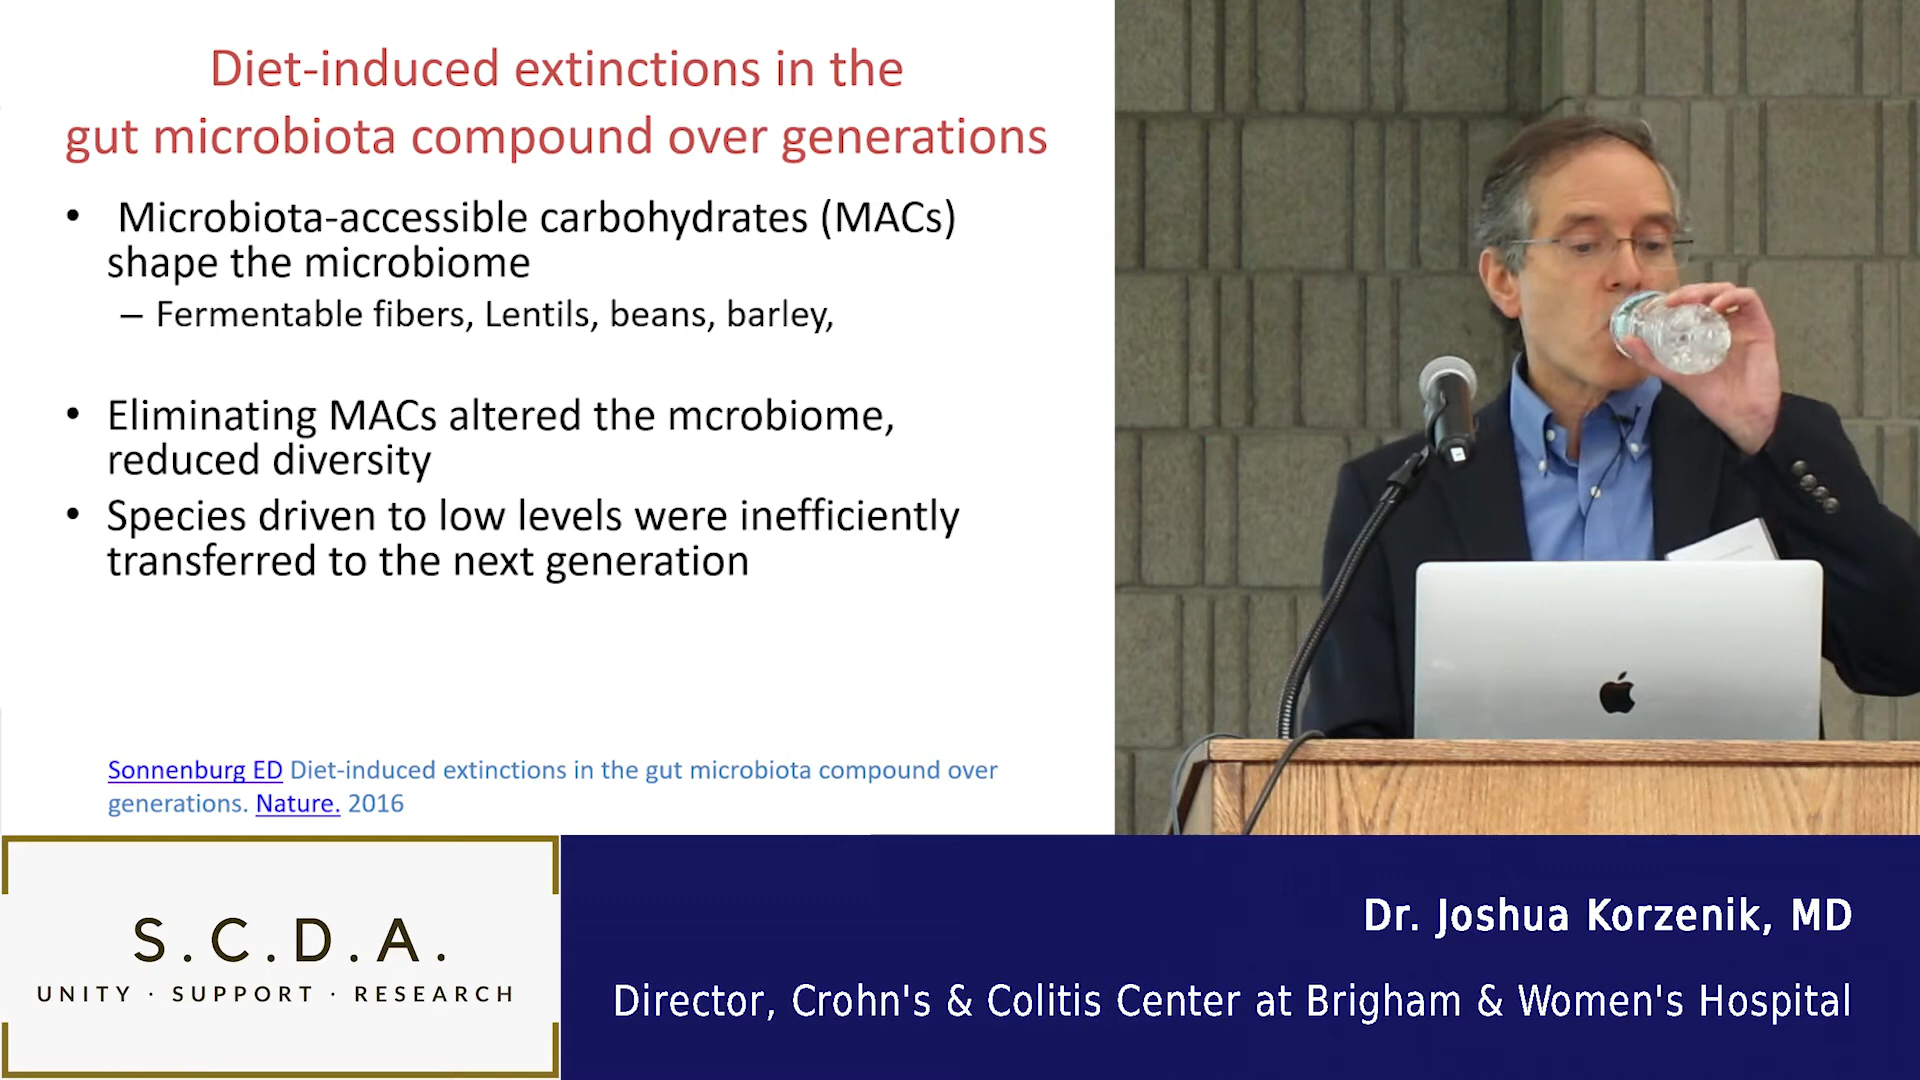 Diet-induced extinctions in the
gut microbiota compound over generations
• Microbiota-accessible carbohydrates (MACs)
shape the microbiome
– Fermentable fibers, Lentils, beans, barley,
• Eliminating MACs altered the mcrobiome,
reduced diversity
• Species driven to low levels were inefficiently
transferred to the next generation
Sonnenburg ED Diet-induced extinctions in the gut microbiota compound over
generations. Nature. 2016
S.C.D.A.
UNITY · SUPPORT · RESEARCH
Dr. Joshua Korzenik, MD
Director, Crohn's & Colitis Center at Brigham & Women's Hospital